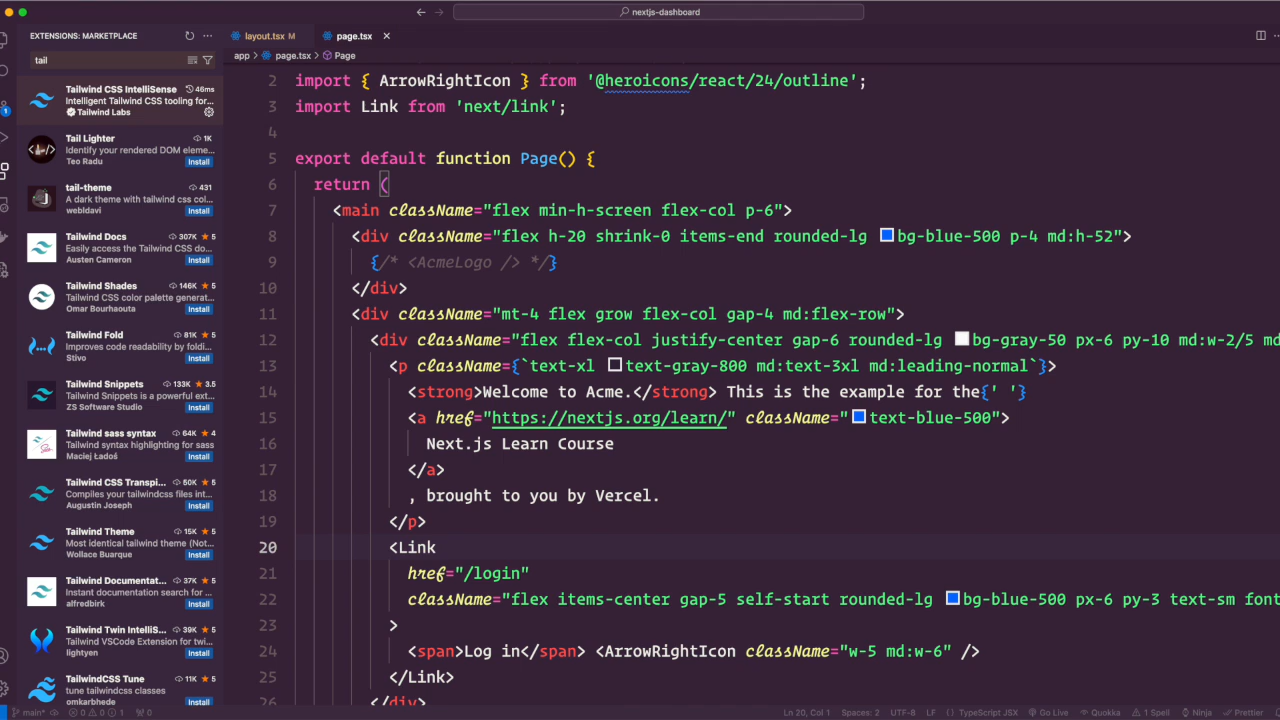 nextjs-dashboard
EXTENSIONS: MARKETPLACE
tail
Tailwind CSS IntelliSense 46ms
Intelligent Tailwind CSS tooling for...
Tailwind Labs
Tail Lighter 1K
Identify your rendered DOM eleme...
Teo Radu Install
tail-theme 431
A dark theme with tailwind css col...
webldavi Install
Tailwind Docs 307K ★ 5
Easily access the Tailwind CSS do...
Austen Cameron Install
Tailwind Shades 146K ★ 5
Tailwind CSS color palette generat...
Omar Bourhaouta Install
Tailwind Fold 81K ★ 5
Improves code readability by foldi...
Stivo Install
Tailwind Snippets 133K ★ 3.5
Tailwind Snippets is a powerful ext...
ZS Software Studio Install
Tailwind sass syntax 64K ★ 4
Tailwind syntax highlighting for sass
Maciej Ładoś Install
Tailwind CSS Transpi... 50K ★ 5
Compiles your tailwindcss files int...
Augustin Joseph Install
Tailwind Theme 15K ★ 5
Most identical tailwind theme (Not...
Wollace Buarque Install
Tailwind Documentat... 37K ★ 5
Instant documentation search for ...
alfredbirk Install
Tailwind Twin IntelliS... 39K ★ 5
Tailwind VSCode Extension for twi...
lightyen Install
TailwindCSS Tune 11K ★ 5
tune tailwindcss classes
omkarbhede Install
layout.tsx M page.tsx
app > page.tsx > Page
2 import { ArrowRightIcon } from '@heroicons/react/24/outline';
3 import Link from 'next/link';
4
5 export default function Page() {
6 return (
7 <main className="flex min-h-screen flex-col p-6">
8 <div className="flex h-20 shrink-0 items-end rounded-lg bg-blue-500 p-4 md:h-52">
9 {/* <AcmeLogo /> */}
10 </div>
11 <div className="mt-4 flex grow flex-col gap-4 md:flex-row">
12 <div className="flex flex-col justify-center gap-6 rounded-lg bg-gray-50 px-6 py-10 md:w-2/5 md
13 <p className={`text-xl text-gray-800 md:text-3xl md:leading-normal`}>
14 <strong>Welcome to Acme.</strong> This is the example for the{' '}
15 <a href="https://nextjs.org/learn/" className="text-blue-500">
16 Next.js Learn Course
17 </a>
18 , brought to you by Vercel.
19 </p>
20 <Link
21 href="/login"
22 className="flex items-center gap-5 self-start rounded-lg bg-blue-500 px-6 py-3 text-sm font
23 >
24 <span>Log in</span> <ArrowRightIcon className="w-5 md:w-6" />
25 </Link>
26 </div>
main* 0 0 1 0 Ln 20, Col 1 Spaces: 2 UTF-8 LF {} TypeScript JSX Go Live Quokka 1 Spell Ninja Prettier